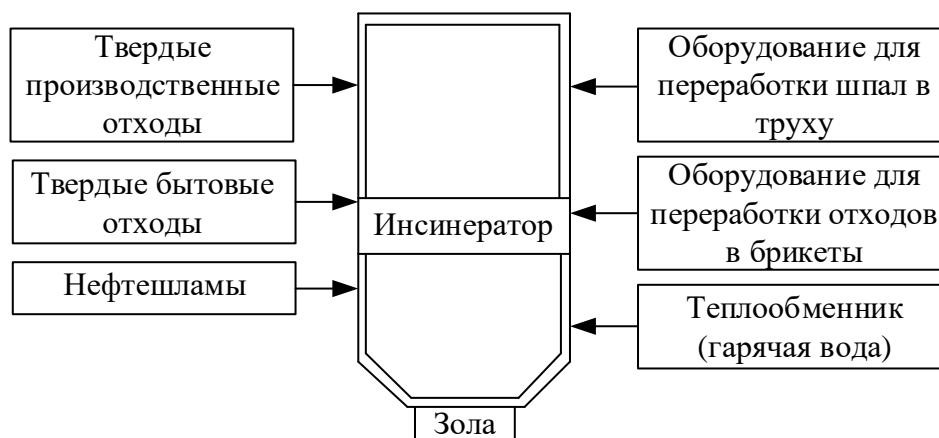 Твердые
производственные
отходы
Твердые бытовые
отходы
Нефтешламы
Инсинератор
Зола
Оборудование для
переработки шпал в
труху
Оборудование для
переработки отходов
в брикеты
Теплообменник
(гарячая вода)